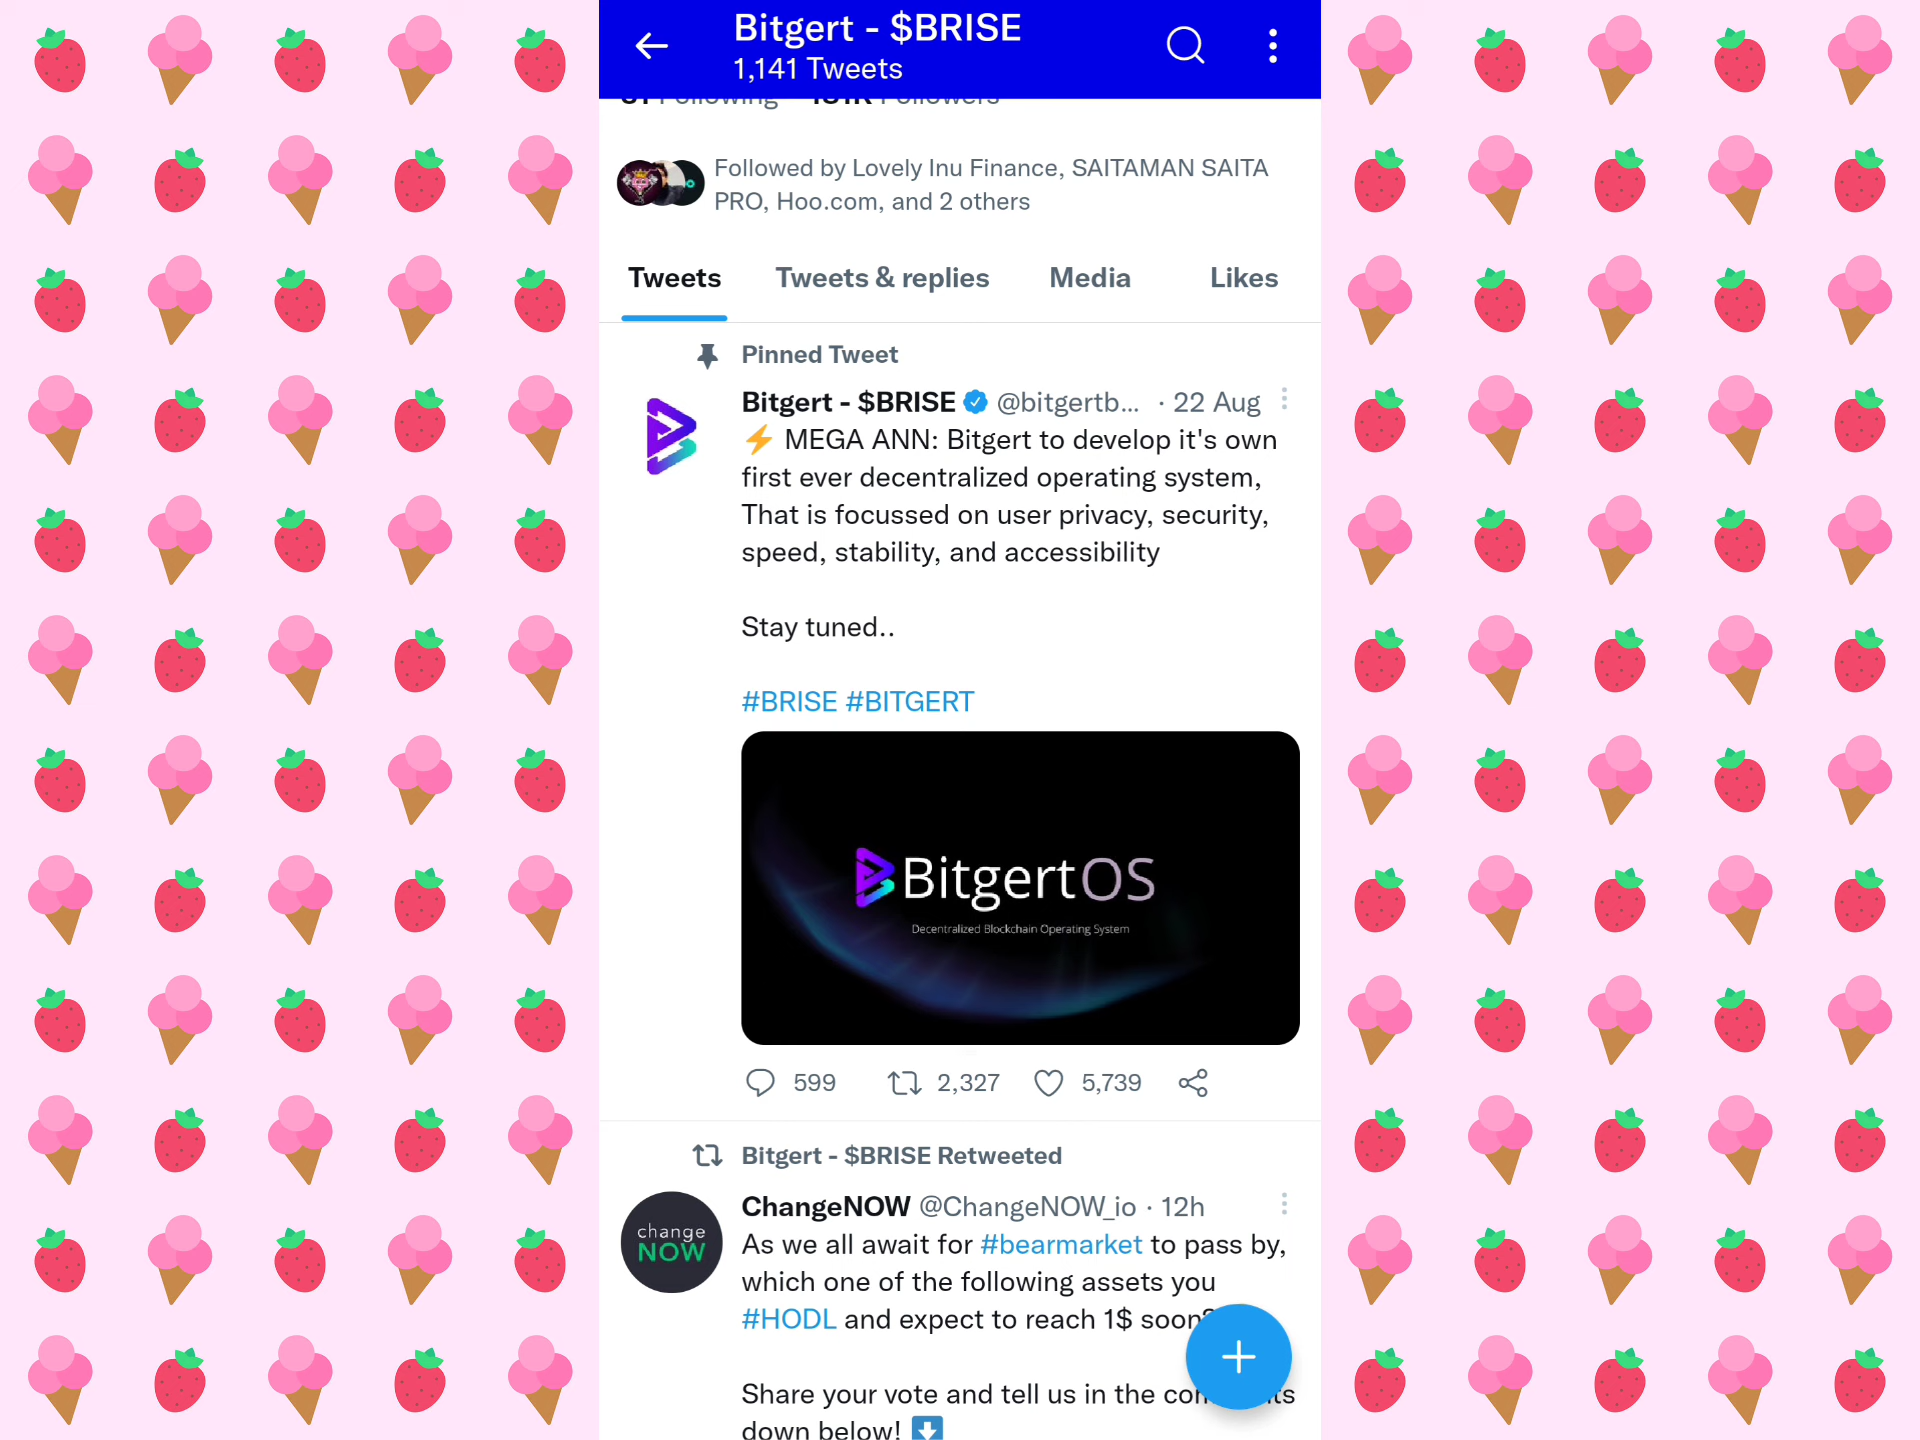 Bitgert - $BRISE
1,141 Tweets
Following 181K Followers
Followed by Lovely Inu Finance, SAITAMAN SAITA
PRO, Hoo.com, and 2 others
Tweets Tweets & replies Media Likes
Pinned Tweet
Bitgert - $BRISE @bitgertb... · 22 Aug
⚡ MEGA ANN: Bitgert to develop it's own
first ever decentralized operating system,
That is focussed on user privacy, security,
speed, stability, and accessibility
Stay tuned..
#BRISE #BITGERT
BitgertOS
Decentralized Blockchain Operating System
599 2,327 5,739
Bitgert - $BRISE Retweeted
change
NOW
ChangeNOW @ChangeNOW_io · 12h
As we all await for #bearmarket to pass by,
which one of the following assets you
#HODL and expect to reach 1$ soon?
Share your vote and tell us in the comments
down below! ⬇️